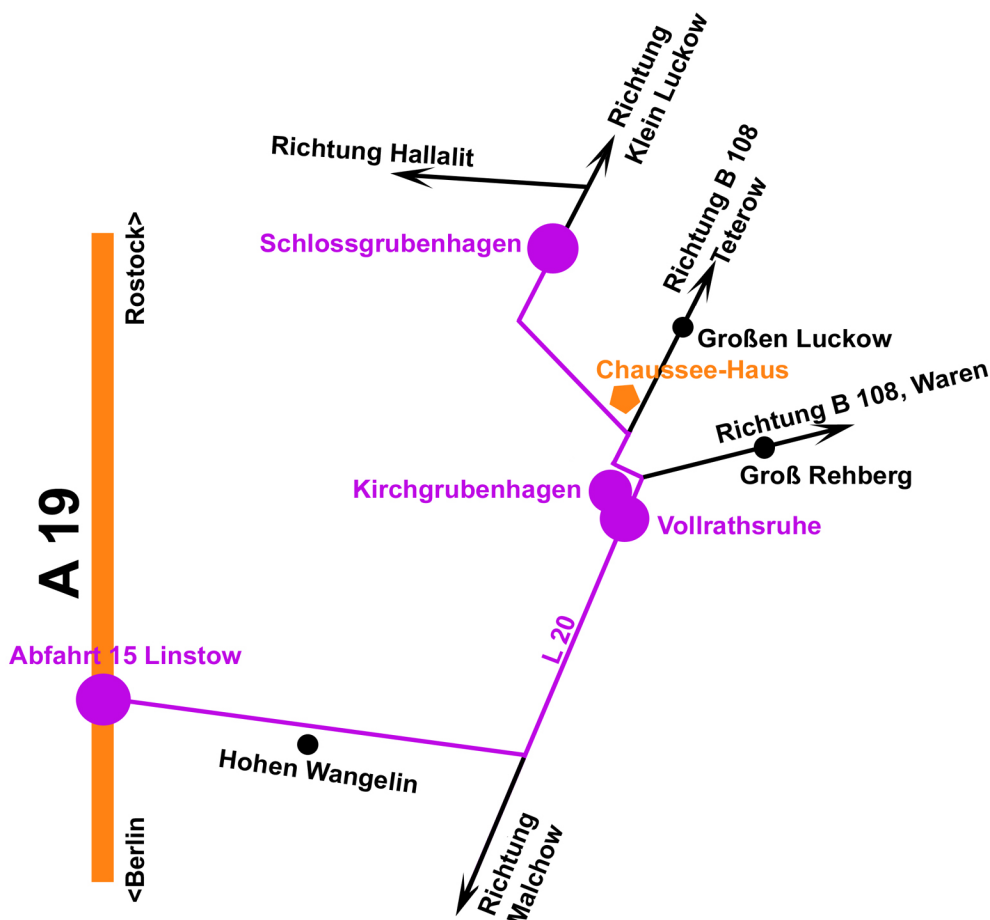 Richtung
Klein Luckow
Richtung Hallalit
Richtung B 108
Teterow
Schlossgrubenhagen
Rostock>
Großen Luckow
Chaussee-Haus
Richtung B 108, Waren
Groß Rehberg
Kirchgrubenhagen
Vollrathsruhe
A 19
L 20
Abfahrt 15 Linstow
Hohen Wangelin
<Berlin
Richtung
Malchow